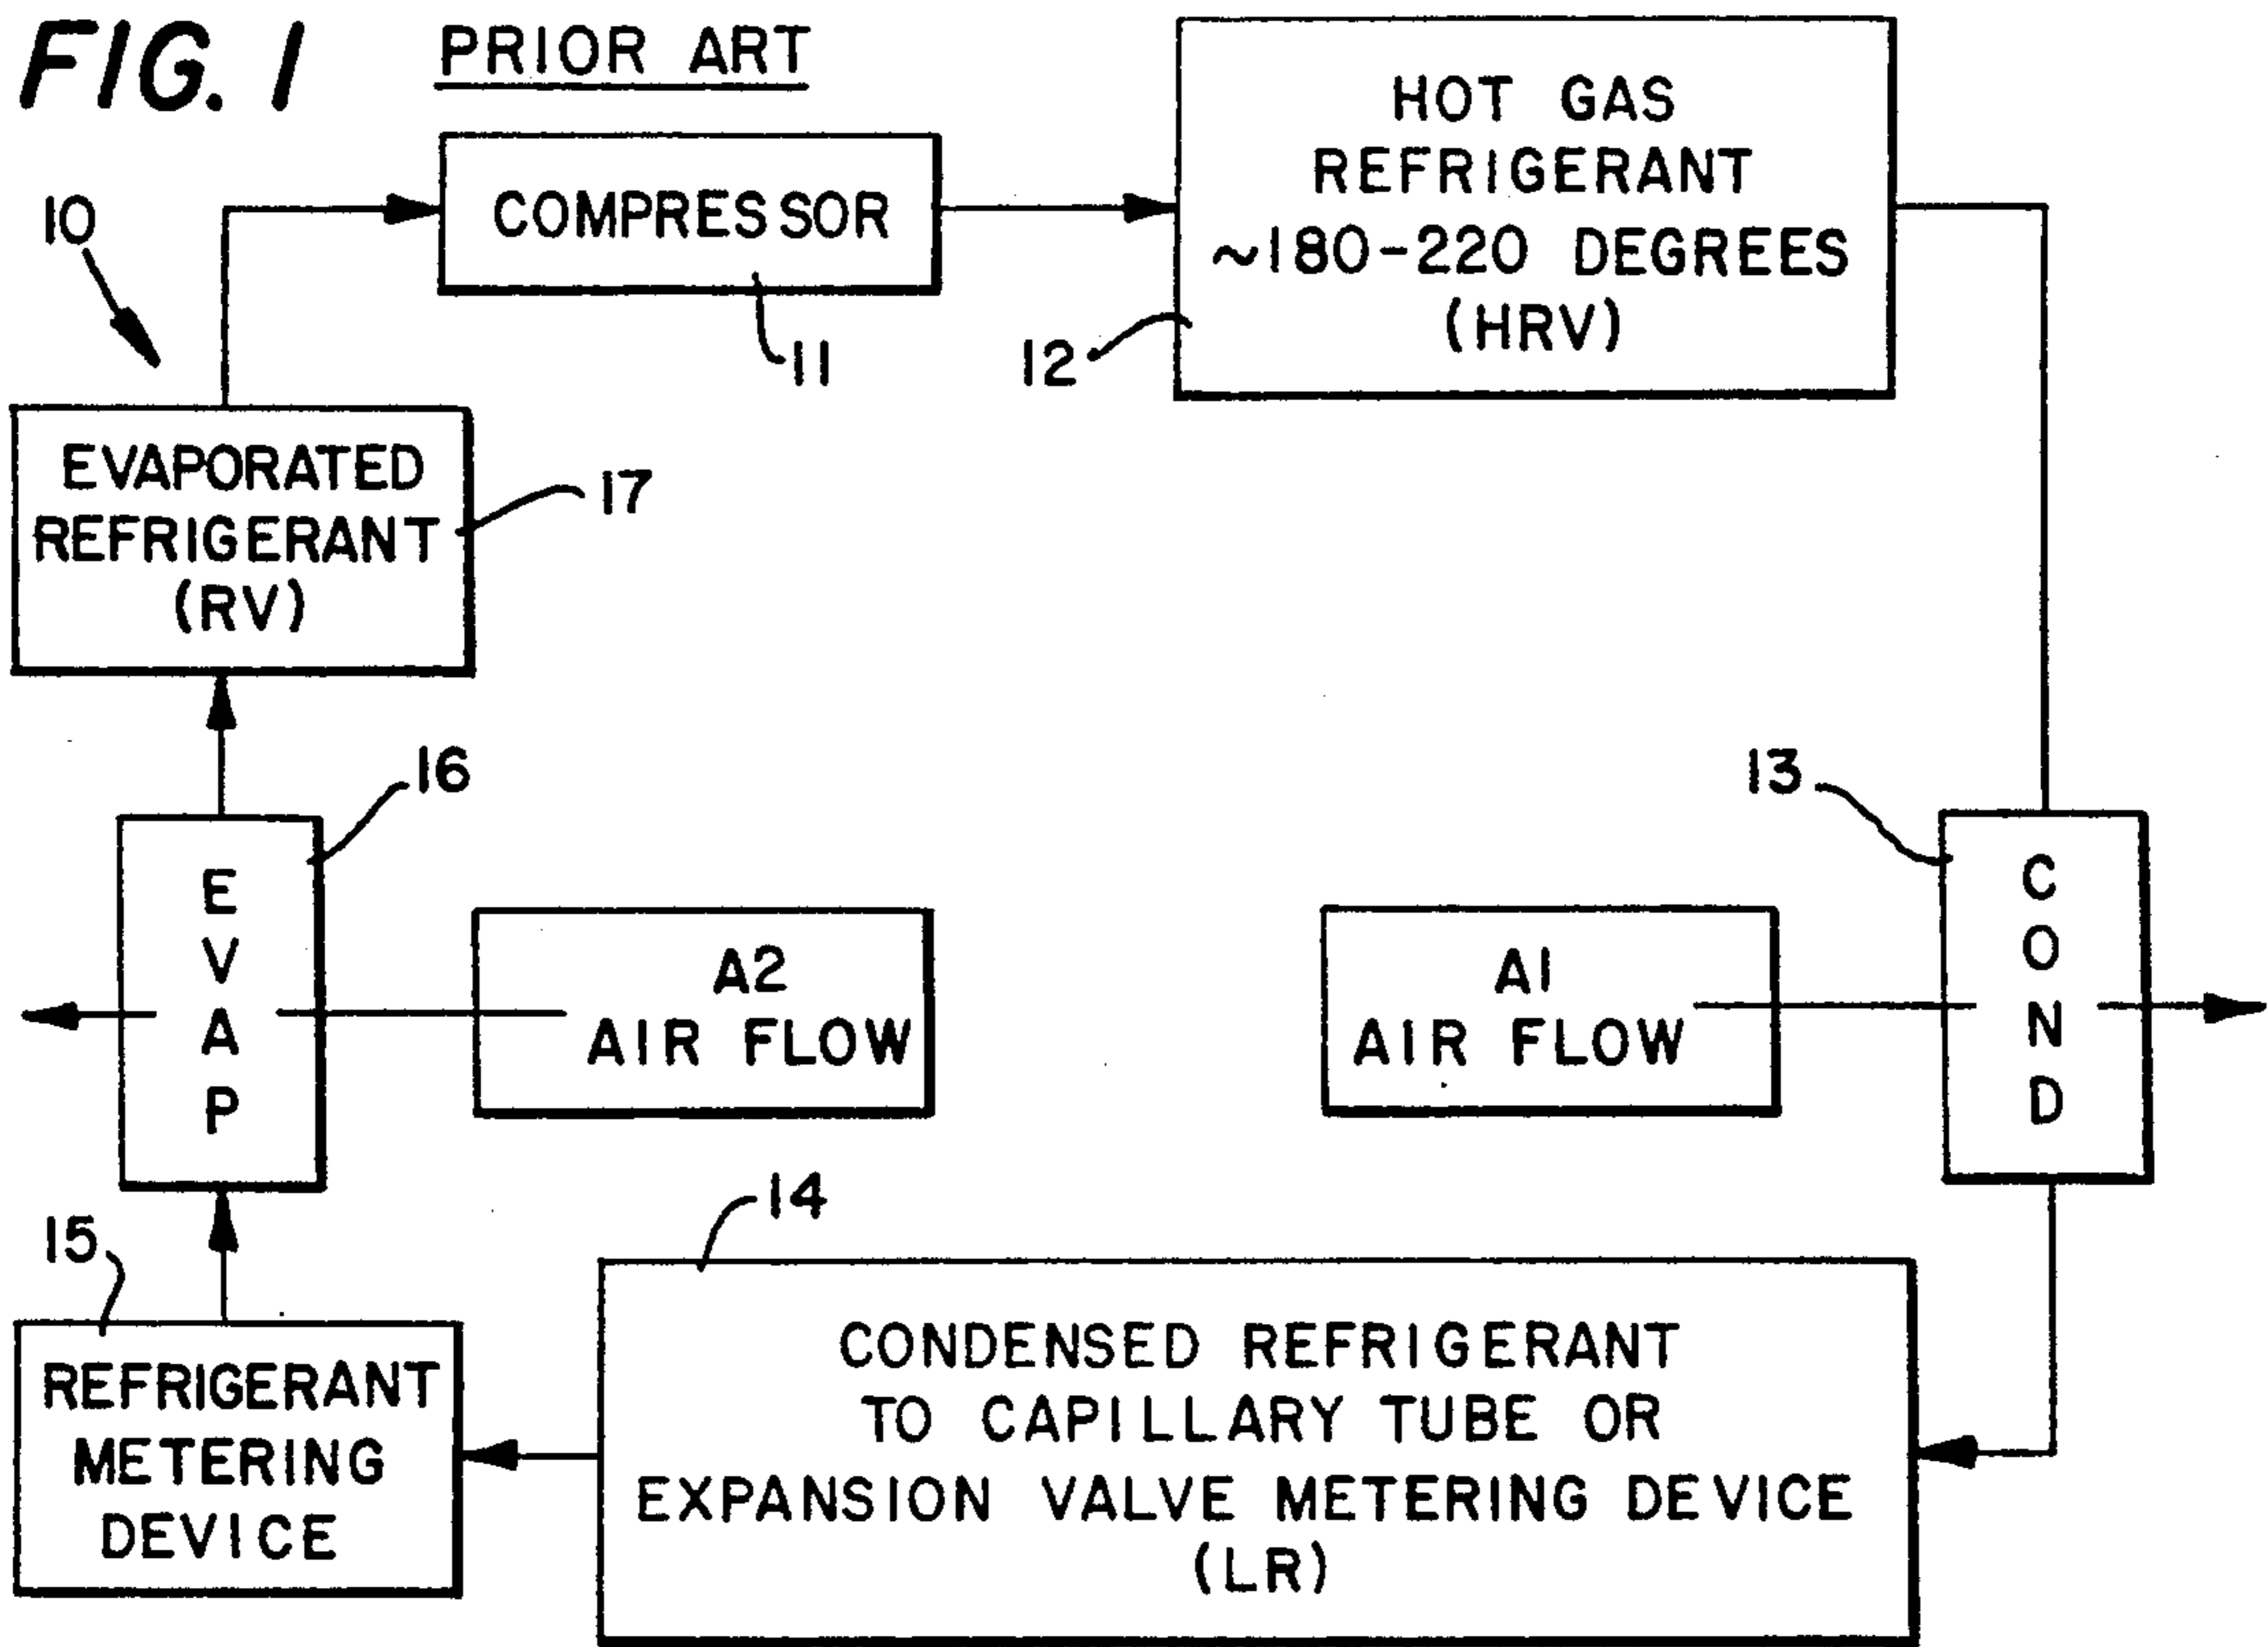 FIG. 1
PRIOR ART
HOT GAS
REFRIGERANT
~180-220 DEGREES
(HRV)
12
COMPRESSOR
11
10
EVAPORATED
REFRIGERANT
(RV)
17
16
13
EVAP
A2
AIR FLOW
A1
AIR FLOW
COND
14
15
REFRIGERANT
METERING
DEVICE
CONDENSED REFRIGERANT
TO CAPILLARY TUBE OR
EXPANSION VALVE METERING DEVICE
(LR)